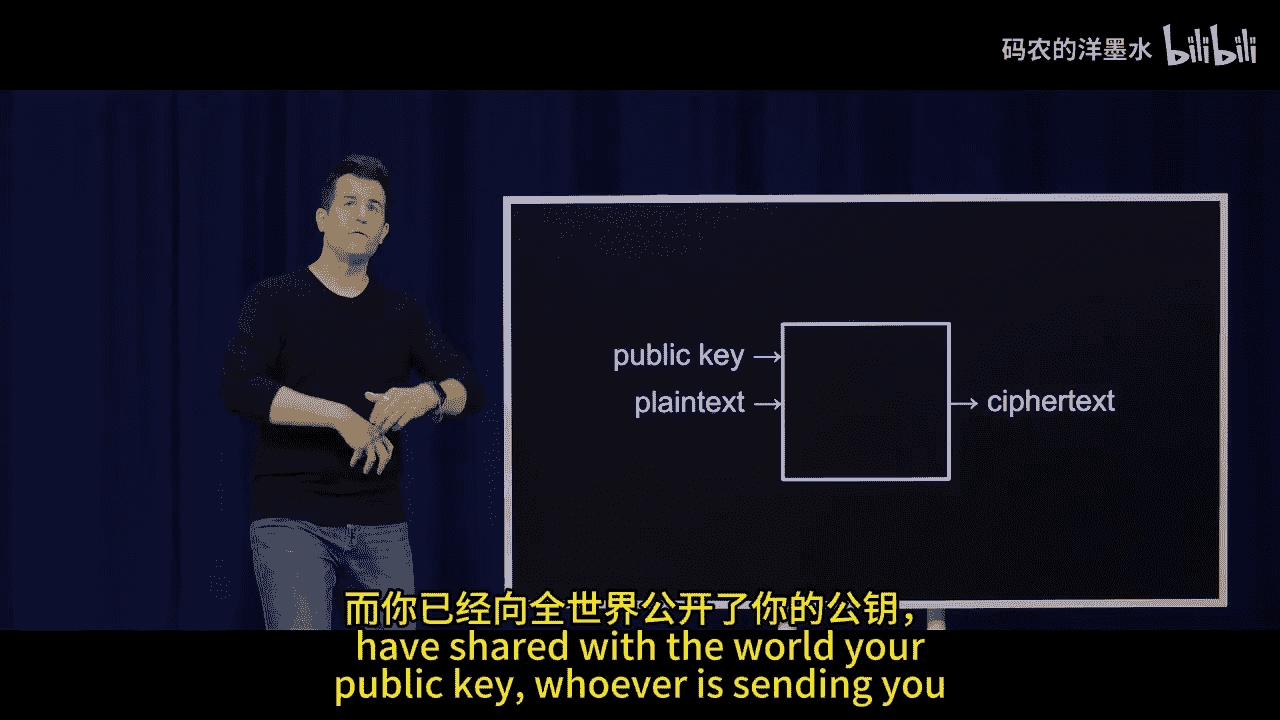 码农的洋墨水 bilibili
public key →
plaintext →
→ ciphertext
而你已经向全世界公开了你的公钥，
have shared with the world your
public key, whoever is sending you